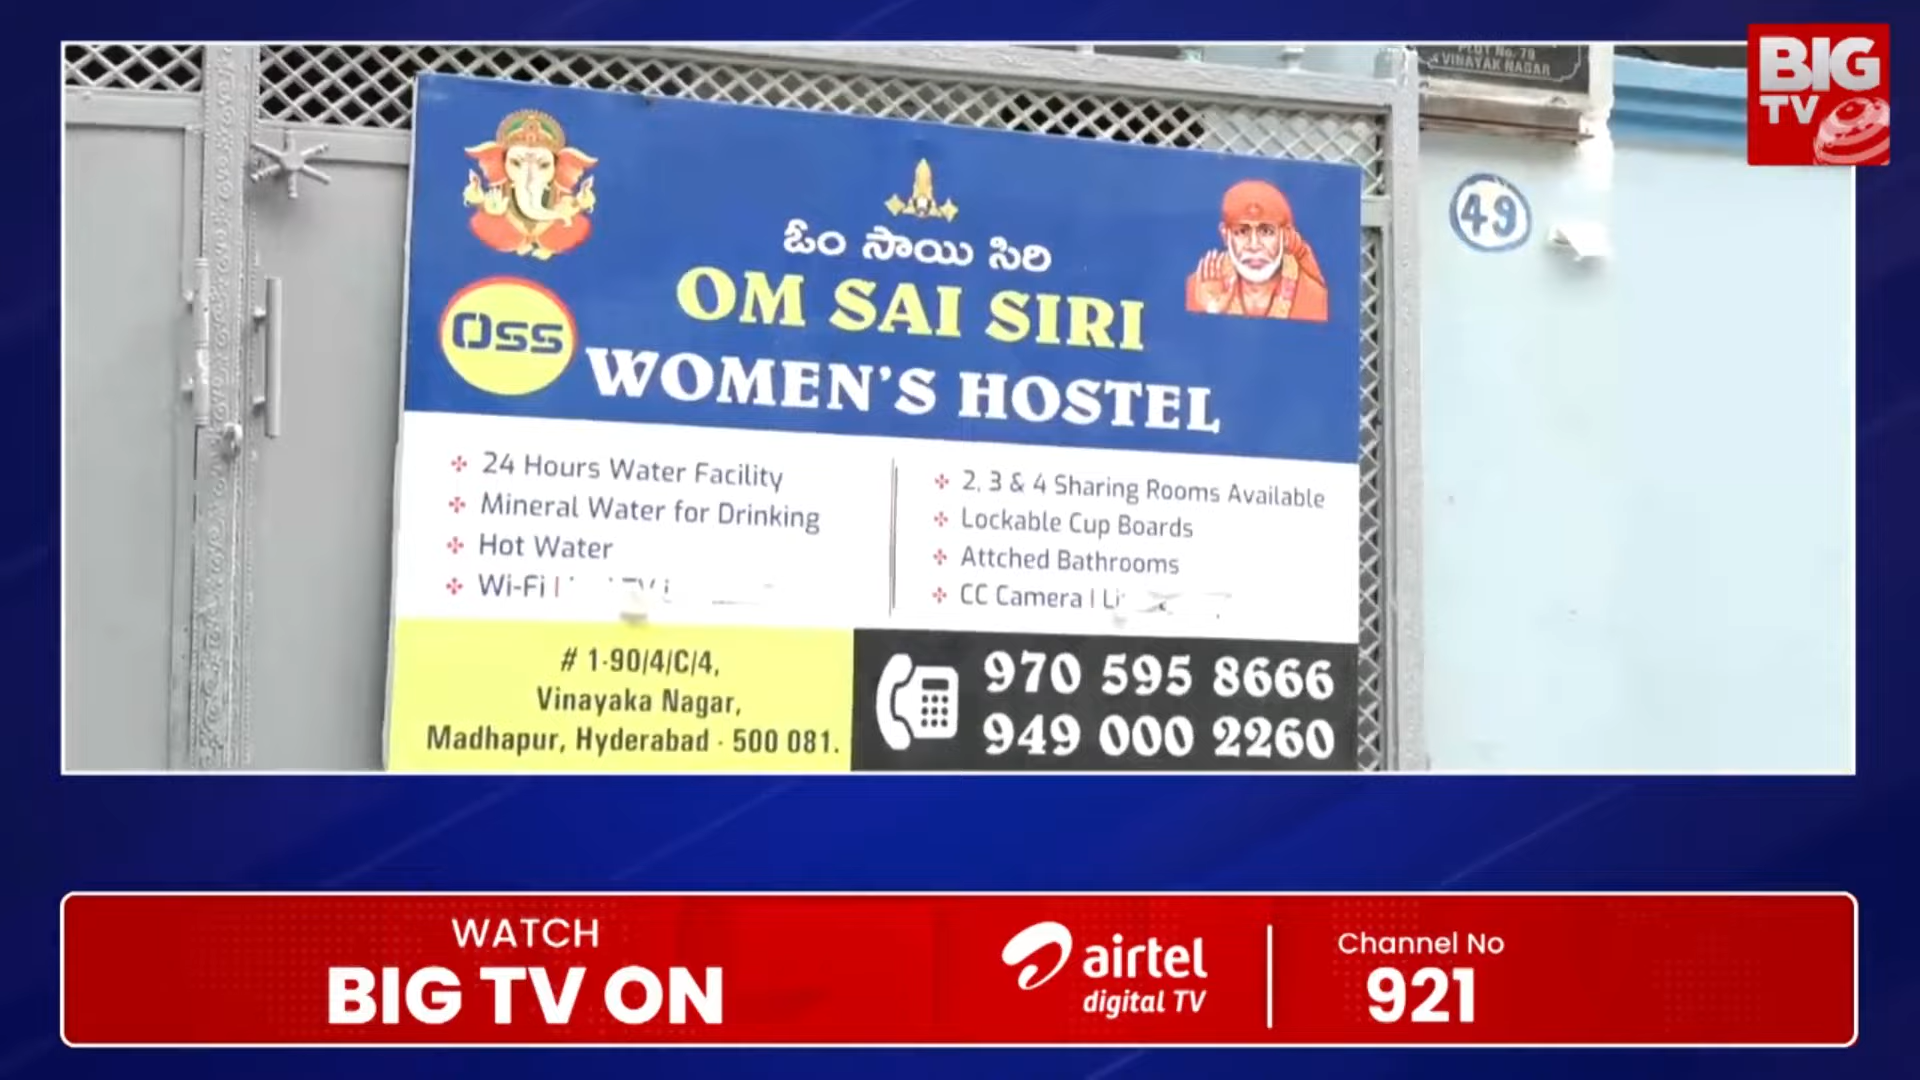 PLOT No. 79
VINAYAK NAGAR
BIG
TV
49
ఓం సాయి సిరి
OM SAI SIRI
OSS
WOMEN'S HOSTEL
24 Hours Water Facility
Mineral Water for Drinking
Hot Water
Wi-Fi |
2, 3 & 4 Sharing Rooms Available
Lockable Cup Boards
Attched Bathrooms
CC Camera |
# 1-90/4/C/4,
Vinayaka Nagar,
Madhapur, Hyderabad - 500 081.
970 595 8666
949 000 2260
WATCH
BIG TV ON
airtel
digital TV
Channel No
921